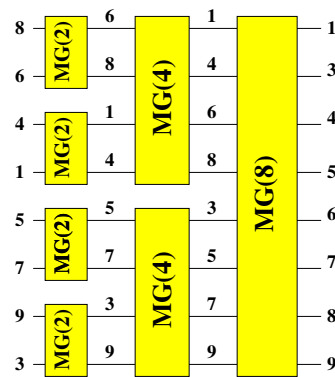 8 MG(2) 6 MG(4) 1 MG(8) 1
6 8 4 3
4 MG(2) 1 6 4
1 4 8 5
5 MG(2) 5 MG(4) 3 6
7 7 5 7
9 MG(2) 3 7 8
3 9 9 9